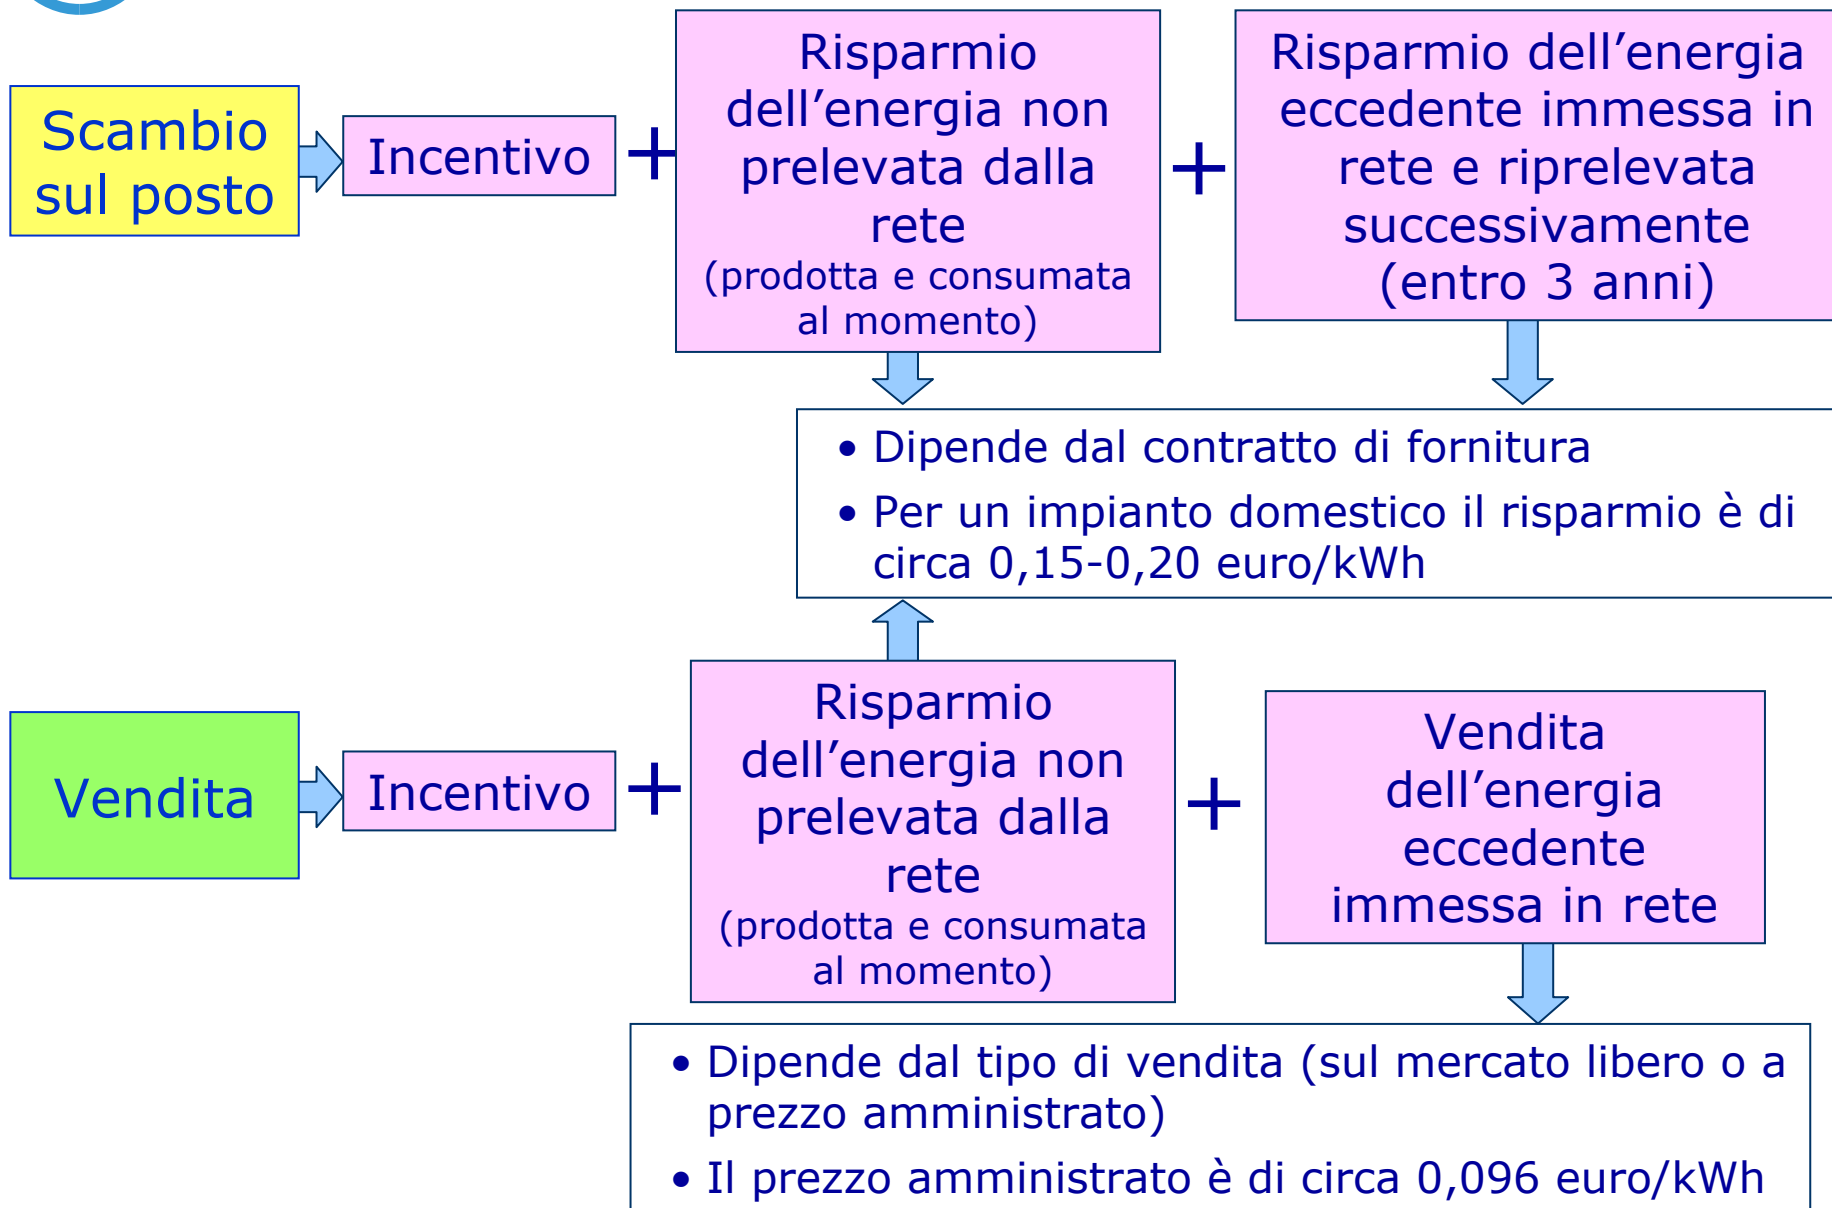 Scambio
sul posto
Incentivo
+
Risparmio
dell’energia non
prelevata dalla
rete
(prodotta e consumata
al momento)
+
Risparmio dell’energia
eccedente immessa in
rete e riprelevata
successivamente
(entro 3 anni)
• Dipende dal contratto di fornitura
• Per un impianto domestico il risparmio è di
circa 0,15-0,20 euro/kWh
Vendita
Incentivo
+
Risparmio
dell’energia non
prelevata dalla
rete
(prodotta e consumata
al momento)
+
Vendita
dell’energia
eccedente
immessa in rete
• Dipende dal tipo di vendita (sul mercato libero o a
prezzo amministrato)
• Il prezzo amministrato è di circa 0,096 euro/kWh